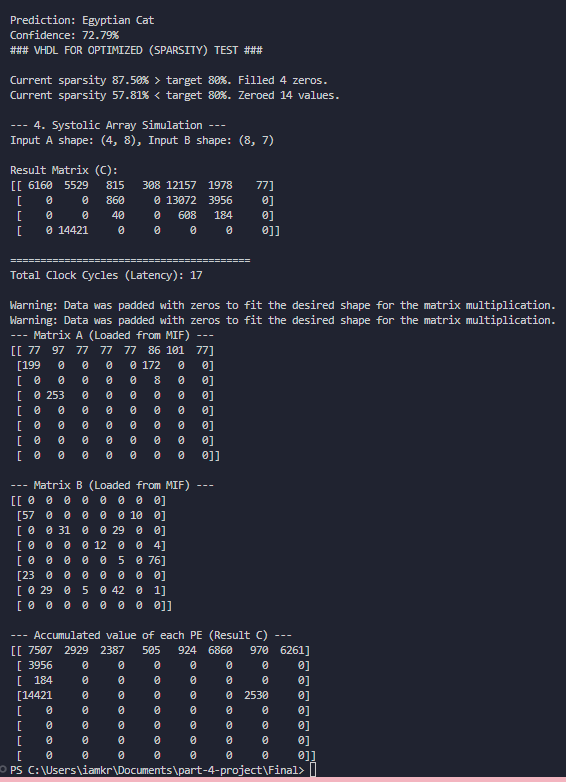 Prediction: Egyptian Cat
Confidence: 72.79%
### VHDL FOR OPTIMIZED (SPARSITY) TEST ###
Current sparsity 87.50% > target 80%. Filled 4 zeros.
Current sparsity 57.81% < target 80%. Zeroed 14 values.
--- 4. Systolic Array Simulation ---
Input A shape: (4, 8), Input B shape: (8, 7)
Result Matrix (C):
[[ 6160  5529   815   308 12157  1978    77]
 [    0     0   860     0 13072  3956     0]
 [    0     0    40     0   608   184     0]
 [    0 14421     0     0     0     0     0]]
========================================
Total Clock Cycles (Latency): 17
Warning: Data was padded with zeros to fit the desired shape for the matrix multiplication.
Warning: Data was padded with zeros to fit the desired shape for the matrix multiplication.
--- Matrix A (Loaded from MIF) ---
[[ 77  97  77  77  77  86 101  77]
 [199   0   0   0   0 172   0   0]
 [  0   0   0   0   0   8   0   0]
 [  0 253   0   0   0   0   0   0]
 [  0   0   0   0   0   0   0   0]
 [  0   0   0   0   0   0   0   0]
 [  0   0   0   0   0   0   0   0]
 [  0   0   0   0   0   0   0   0]]
--- Matrix B (Loaded from MIF) ---
[[ 0  0  0  0  0  0  0  0]
 [57  0  0  0  0  0 10  0]
 [ 0  0 31  0  0 29  0  0]
 [ 0  0  0  0 12  0  0  4]
 [ 0  0  0  0  0  5  0 76]
 [23  0  0  0  0  0  0  0]
 [ 0 29  0  5  0 42  0  1]
 [ 0  0  0  0  0  0  0  0]]
--- Accumulated value of each PE (Result C) ---
[[ 7507  2929  2387   505   924  6860   970  6261]
 [ 3956     0     0     0     0     0     0     0]
 [  184     0     0     0     0     0     0     0]
 [14421     0     0     0     0     0  2530     0]
 [    0     0     0     0     0     0     0     0]
 [    0     0     0     0     0     0     0     0]
 [    0     0     0     0     0     0     0     0]
 [    0     0     0     0     0     0     0     0]]
PS C:\Users\iamkr\Documents\part-4-project\Final>